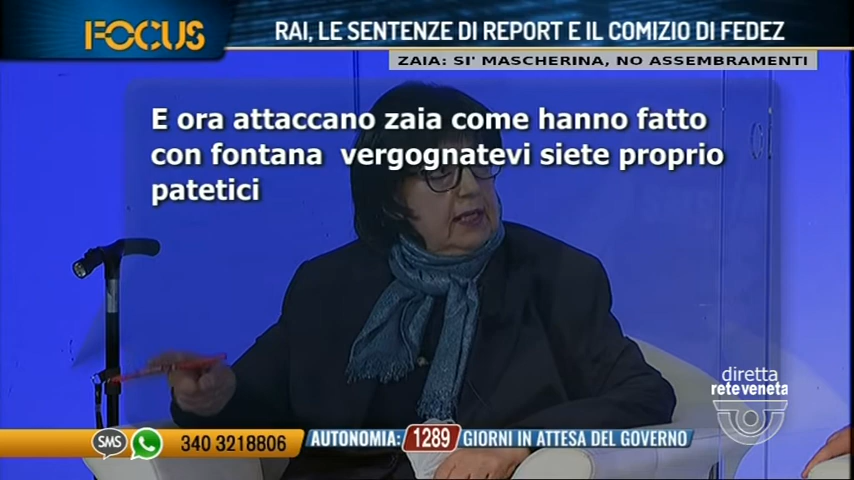 FOCUS
RAI, LE SENTENZE DI REPORT E IL COMIZIO DI FEDEZ
ZAIA: SI' MASCHERINA, NO ASSEMBRAMENTI
E ora attaccano zaia come hanno fatto
con fontana vergognatevi siete proprio
patetici
diretta
reteveneta
SMS 340 3218806
AUTONOMIA: 1289 GIORNI IN ATTESA DEL GOVERNO